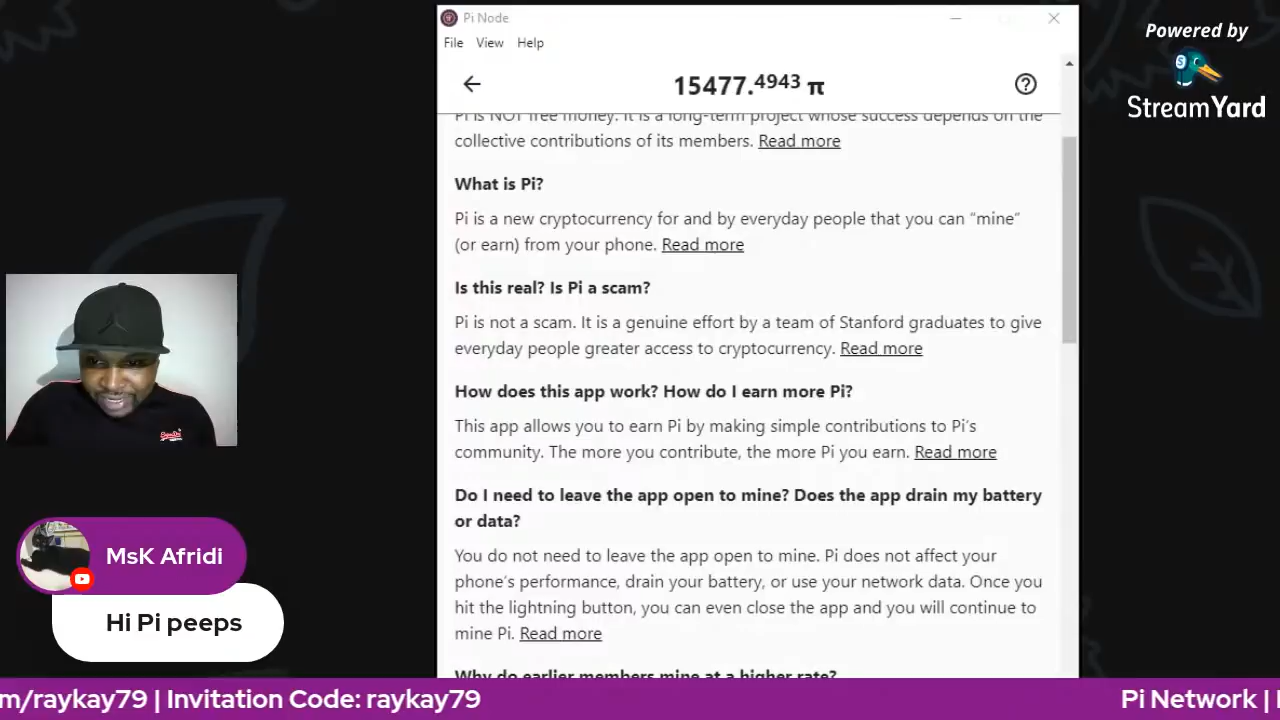 Pi Node
File View Help
15477.4943 π
Pi is NOT free money. It is a long-term project whose success depends on the
collective contributions of its members. Read more
What is Pi?
Pi is a new cryptocurrency for and by everyday people that you can “mine”
(or earn) from your phone. Read more
Is this real? Is Pi a scam?
Pi is not a scam. It is a genuine effort by a team of Stanford graduates to give
everyday people greater access to cryptocurrency. Read more
How does this app work? How do I earn more Pi?
This app allows you to earn Pi by making simple contributions to Pi’s
community. The more you contribute, the more Pi you earn. Read more
Do I need to leave the app open to mine? Does the app drain my battery
or data?
You do not need to leave the app open to mine. Pi does not affect your
phone’s performance, drain your battery, or use your network data. Once you
hit the lightning button, you can even close the app and you will continue to
mine Pi. Read more
Why do earlier members mine at a higher rate?
Powered by
StreamYard
MsK Afridi
Hi Pi peeps
m/raykay79 | Invitation Code: raykay79
Pi Network |